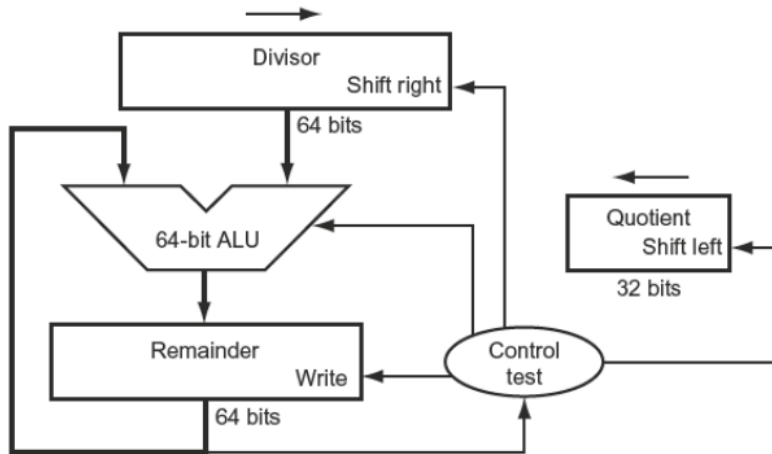 Divisor
Shift right
64 bits
64-bit ALU
Quotient
Shift left
32 bits
Remainder
Write
64 bits
Control
test